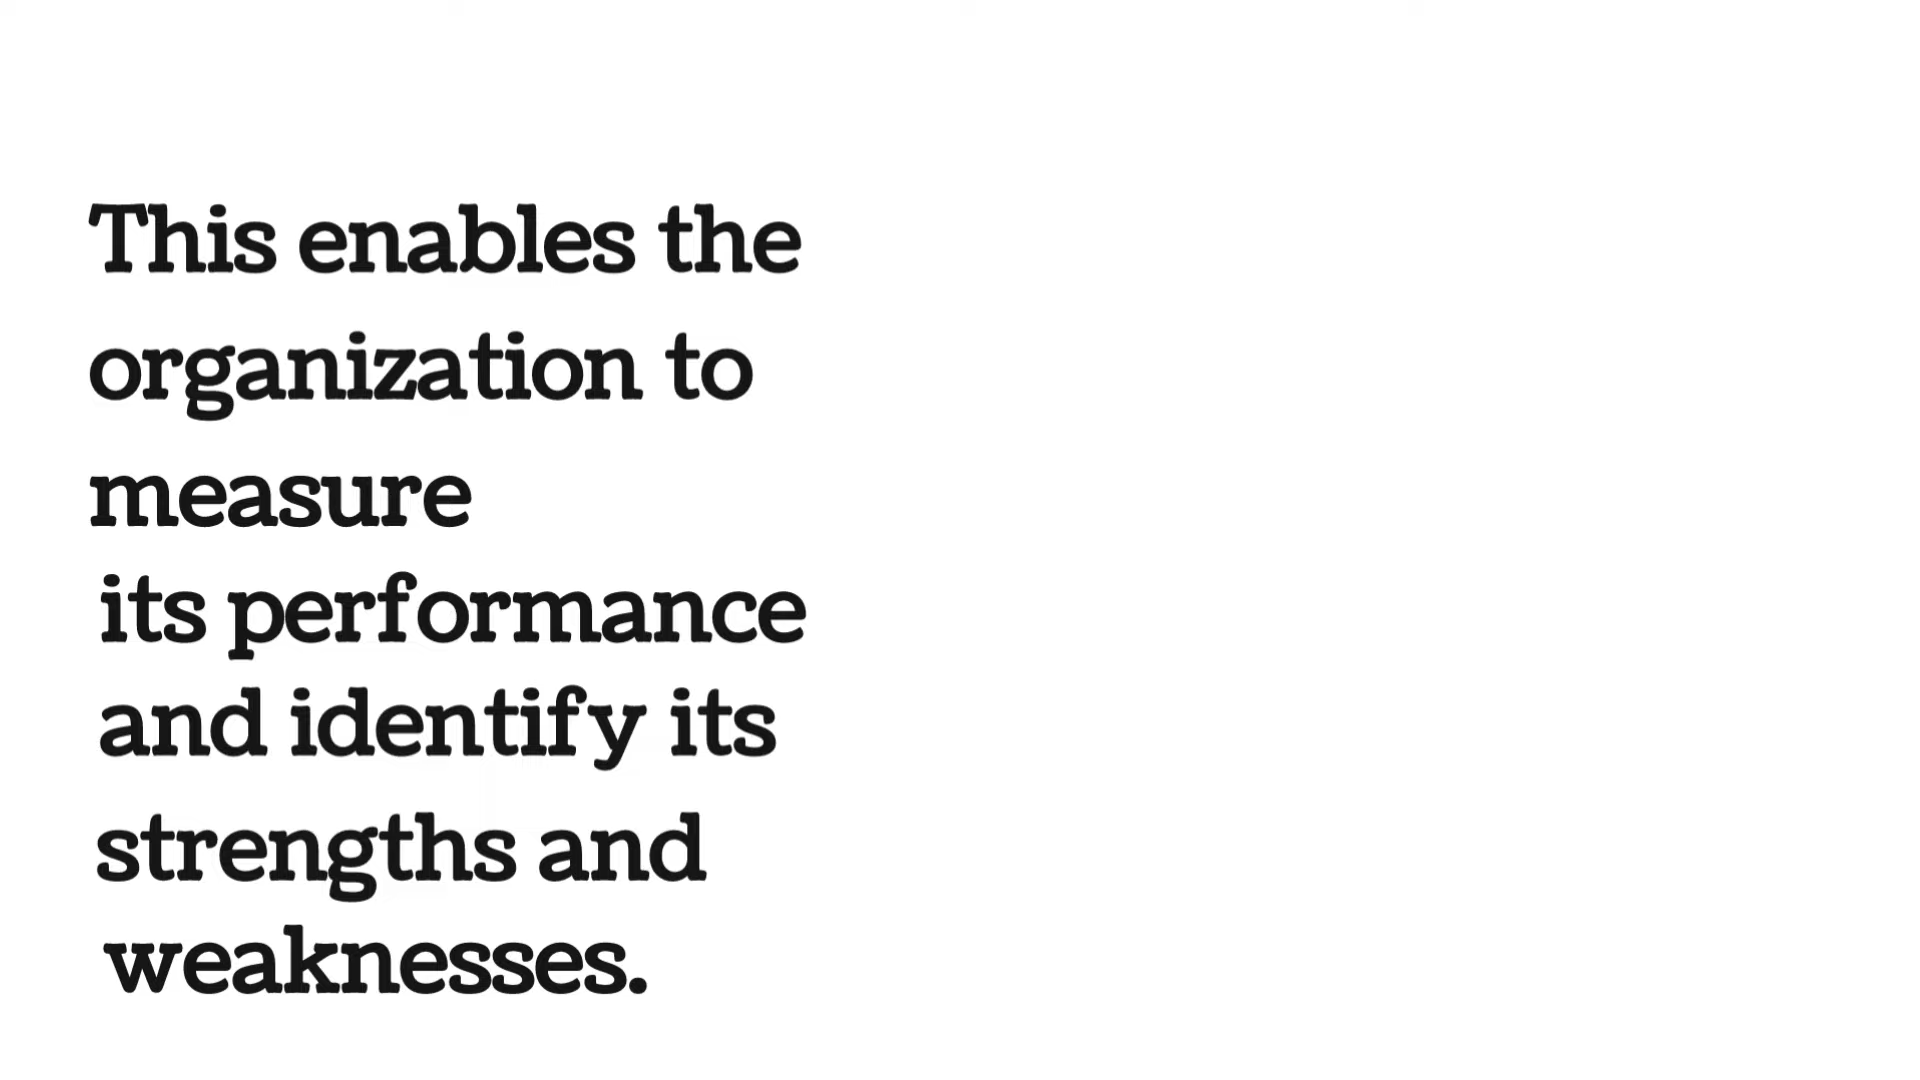 This enables the
organization to
measure
its performance
and identify its
strengths and
weaknesses.